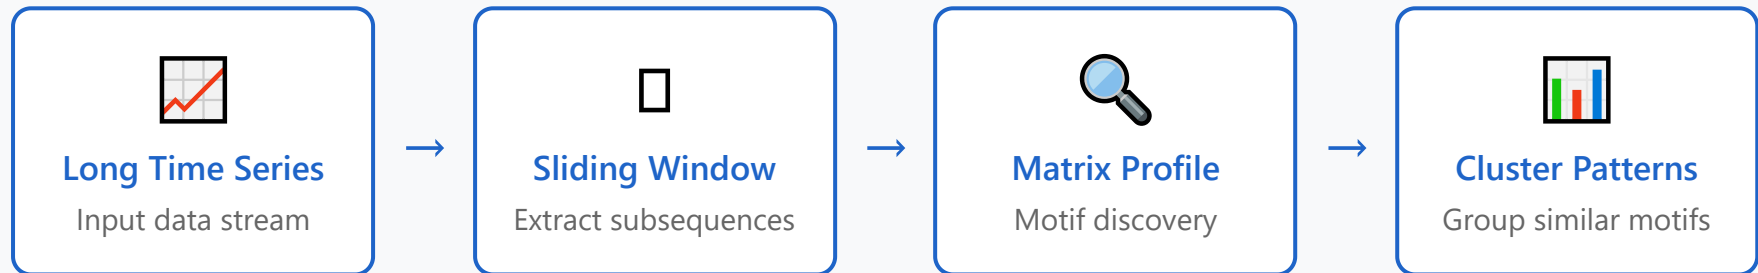 Long Time Series
Input data stream
→
Sliding Window
Extract subsequences
→
Matrix Profile
Motif discovery
→
Cluster Patterns
Group similar motifs